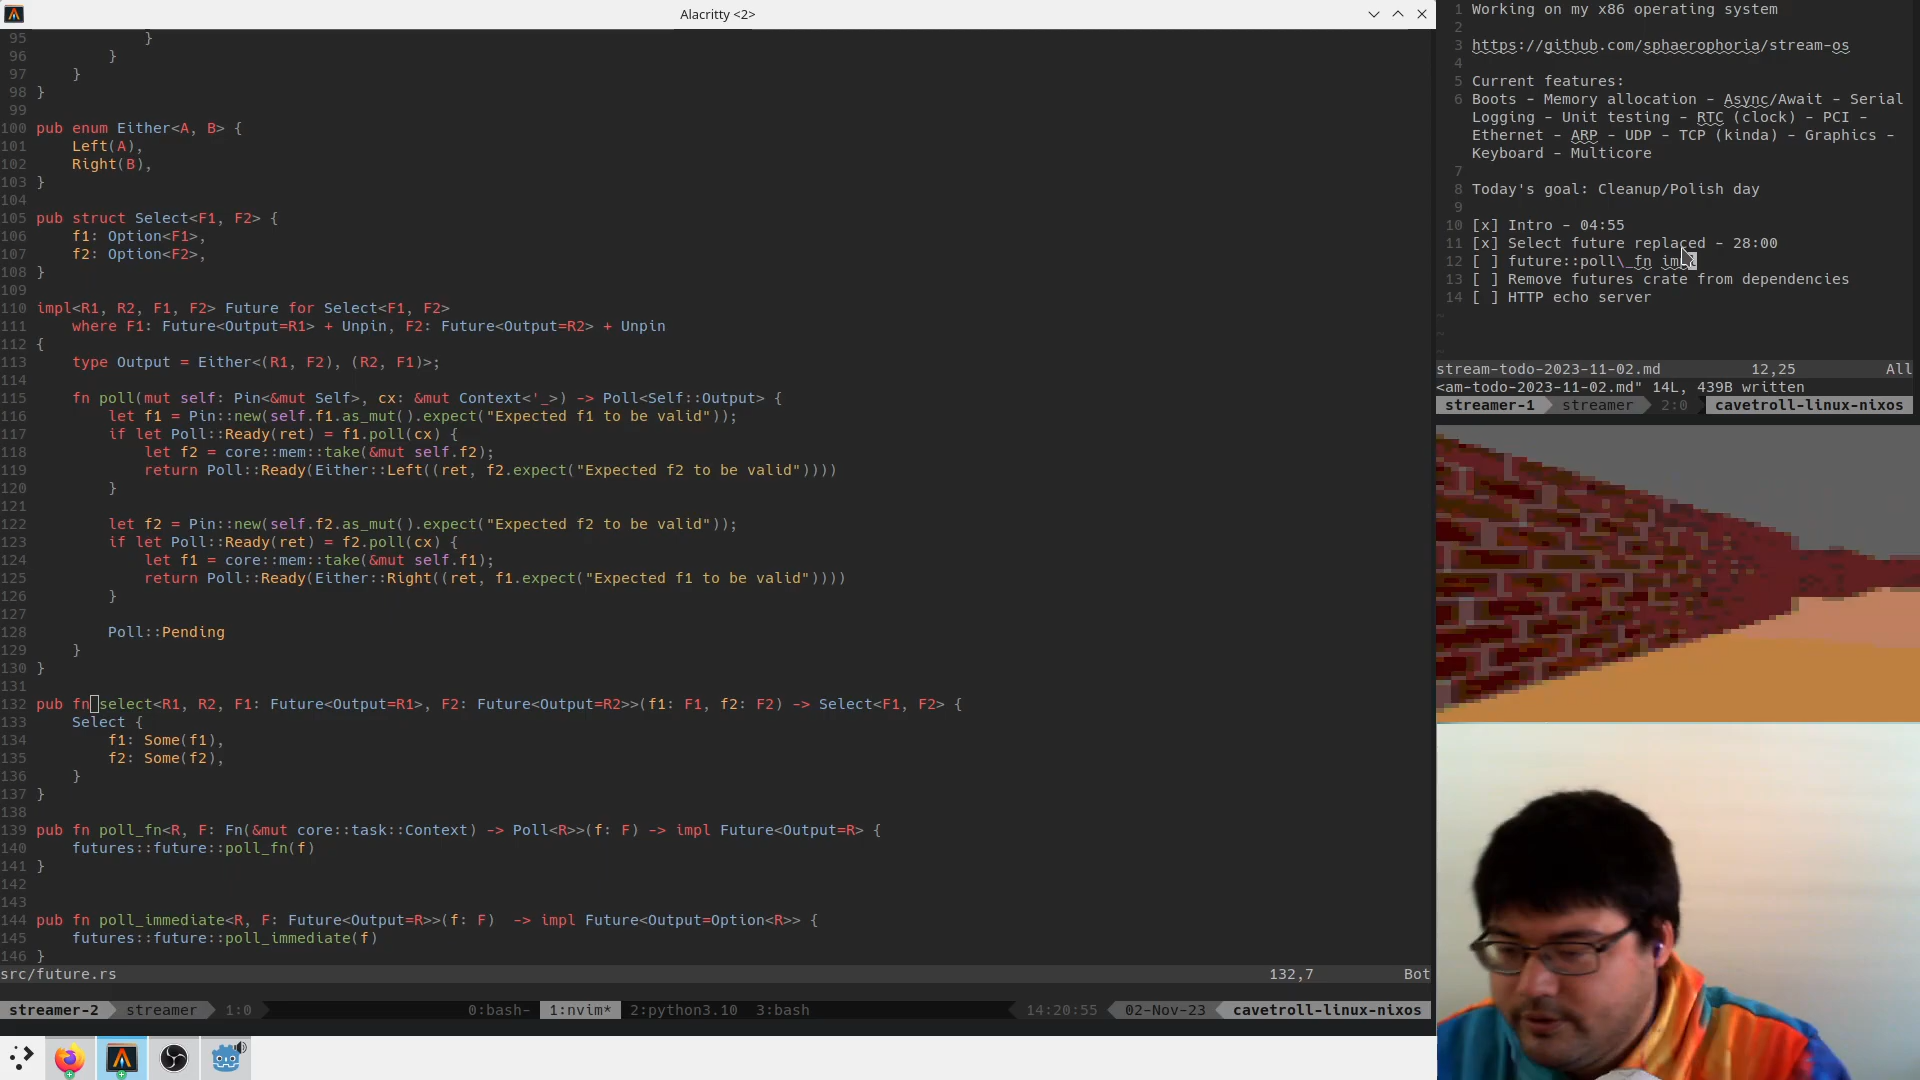 Alacritty <2>
95 }
96 }
97 }
98 }
99
100 pub enum Either<A, B> {
101 Left(A),
102 Right(B),
103 }
104
105 pub struct Select<F1, F2> {
106 f1: Option<F1>,
107 f2: Option<F2>,
108 }
109
110 impl<R1, R2, F1, F2> Future for Select<F1, F2>
111 where F1: Future<Output=R1> + Unpin, F2: Future<Output=R2> + Unpin
112 {
113 type Output = Either<(R1, F2), (R2, F1)>;
114
115 fn poll(mut self: Pin<&mut Self>, cx: &mut Context<'_>) -> Poll<Self::Output> {
116 let f1 = Pin::new(self.f1.as_mut().expect("Expected f1 to be valid"));
117 if let Poll::Ready(ret) = f1.poll(cx) {
118 let f2 = core::mem::take(&mut self.f2);
119 return Poll::Ready(Either::Left((ret, f2.expect("Expected f2 to be valid"))))
120 }
121
122 let f2 = Pin::new(self.f2.as_mut().expect("Expected f2 to be valid"));
123 if let Poll::Ready(ret) = f2.poll(cx) {
124 let f1 = core::mem::take(&mut self.f1);
125 return Poll::Ready(Either::Right((ret, f1.expect("Expected f1 to be valid"))))
126 }
127
128 Poll::Pending
129 }
130 }
131
132 pub fn select<R1, R2, F1: Future<Output=R1>, F2: Future<Output=R2>>(f1: F1, f2: F2) -> Select<F1, F2> {
133 Select {
134 f1: Some(f1),
135 f2: Some(f2),
136 }
137 }
138
139 pub fn poll_fn<R, F: Fn(&mut core::task::Context) -> Poll<R>>(f: F) -> impl Future<Output=R> {
140 futures::future::poll_fn(f)
141 }
142
143
144 pub fn poll_immediate<R, F: Future<Output=R>>(f: F)  -> impl Future<Output=Option<R>> {
145 futures::future::poll_immediate(f)
146 }
src/future.rs 132,7 Bot
streamer-2 streamer 1:0 0:bash- 1:nvim* 2:python3.10 3:bash 14:20:55 02-Nov-23 cavetroll-linux-nixos
1 Working on my x86 operating system
2
3 https://github.com/sphaerophoria/stream-os
4
5 Current features:
6 Boots - Memory allocation - Async/Await - Serial
Logging - Unit testing - RTC (clock) - PCI -
Ethernet - ARP - UDP - TCP (kinda) - Graphics -
Keyboard - Multicore
7
8 Today's goal: Cleanup/Polish day
9
10 [x] Intro - 04:55
11 [x] Select future replaced - 28:00
12 [ ] future::poll\_fn
13 [ ] Remove futures crate from dependencies
14 [ ] HTTP echo server
~
~
~
stream-todo-2023-11-02.md 12,25 All
<am-todo-2023-11-02.md" 14L, 439B written
streamer-1 streamer 2:0 cavetroll-linux-nixos